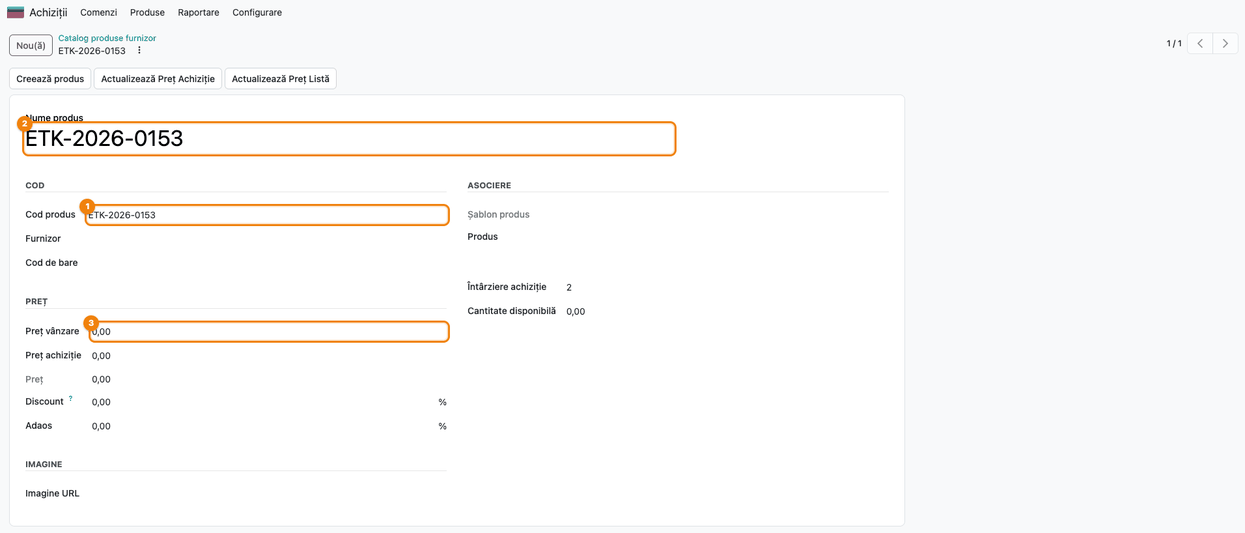 Achiziții Comenzi Produse Raportare Configurare
Nou(ă)
Catalog produse furnizor
ETK-2026-0153
1 / 1
Creează produs Actualizează Preț Achiziție Actualizează Preț Listă
Nume produs
2
ETK-2026-0153
COD
ASOCIERE
1
Cod produs ETK-2026-0153
Șablon produs
Furnizor
Produs
Cod de bare
Întârziere achiziție 2
PREȚ
Cantitate disponibilă 0,00
3
Preț vânzare 0,00
Preț achiziție 0,00
Preț 0,00
Discount ? 0,00 %
Adaos 0,00 %
IMAGINE
Imagine URL